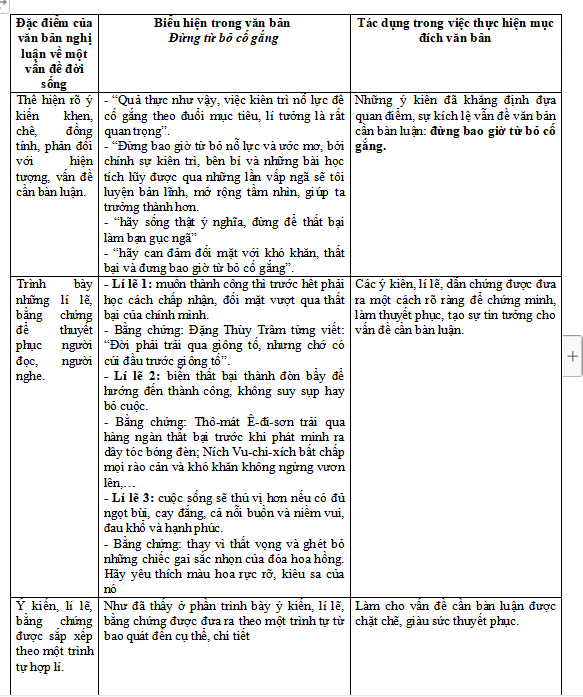 Đặc điểm của
văn bản nghị
luận về một
vấn đề đời
sống
Biểu hiện trong văn bản
Đừng từ bỏ cố gắng
Tác dụng trong việc thực hiện mục
đích văn bản
Thể hiện rõ ý
kiến khen,
chê, đồng
tính, phản đối
với hiện
tượng, vấn đề
cần bàn luận.
- “Quả thực như vậy, việc kiên trì nỗ lực để
cố gắng theo đuổi mục tiêu, lí tưởng là rất
quan trọng”.
- “Đừng bao giờ từ bỏ nỗ lực và ước mơ, bởi
chính sự kiên trì, bền bỉ và những bài học
tích lũy được qua những lần vấp ngã sẽ tôi
luyện bản lĩnh, mở rộng tầm nhìn, giúp ta
trưởng thành hơn.
- “hãy sống thật ý nghĩa, đừng để thất bại
làm bạn gục ngã”
- “hãy can đảm đối mặt với khó khăn, thất
bại và đưng bao giờ từ bỏ cố gắng”.
Những ý kiến đã khẳng định đựa
quan điểm, sự kích lệ vấn đề văn bản
cần bàn luận: đừng bao giờ từ bỏ cố
gắng.
Trình bày
những lí lẽ,
bằng chứng
để thuyết
phục người
đọc, người
nghe.
- Lí lẽ 1: muốn thành công thì trước hết phải
học cách chấp nhận, đối mặt vượt qua thất
bại của chính mình.
- Bằng chứng: Đặng Thùy Trâm từng viết:
“Đời phải trải qua giông tố, nhưng chớ có
cúi đầu trước giông tố”.
- Lí lẽ 2: biến thất bại thành đòn bẩy để
hướng đến thành công, không suy sụp hay
bỏ cuộc.
- Bằng chứng: Thô-mát Ê-đi-sơn trải qua
hàng ngàn thất bại trước khi phát minh ra
dây tóc bóng đèn; Ních Vu-chi-xích bất chấp
mọi rào cản và khó khăn không ngừng vươn
lên,…
- Lí lẽ 3: cuộc sống sẽ thú vị hơn nếu có đủ
ngọt bùi, cay đắng, cả nỗi buồn và niềm vui,
đau khổ và hạnh phúc.
- Bằng chứng: thay vì thất vọng và ghét bỏ
những chiếc gai sắc nhọn của đóa hoa hồng.
Hãy yêu thích màu hoa rực rỡ, kiêu sa của
nó
Các ý kiến, lí lẽ, dẫn chứng được đưa
ra một cách rõ ràng để chứng minh,
làm thuyết phục, tạo sự tin tưởng cho
vấn đề cần bàn luận.
Ý kiến, lí lẽ,
bằng chứng
được sắp xếp
theo một trình
tự hợp lí.
Như đã thấy ở phần trình bày ý kiến, lí lẽ,
bằng chứng được đưa ra theo một trình tự từ
bao quát đến cụ thể, chi tiết
Làm cho vấn đề cần bàn luận được
chặt chẽ, giàu sức thuyết phục.